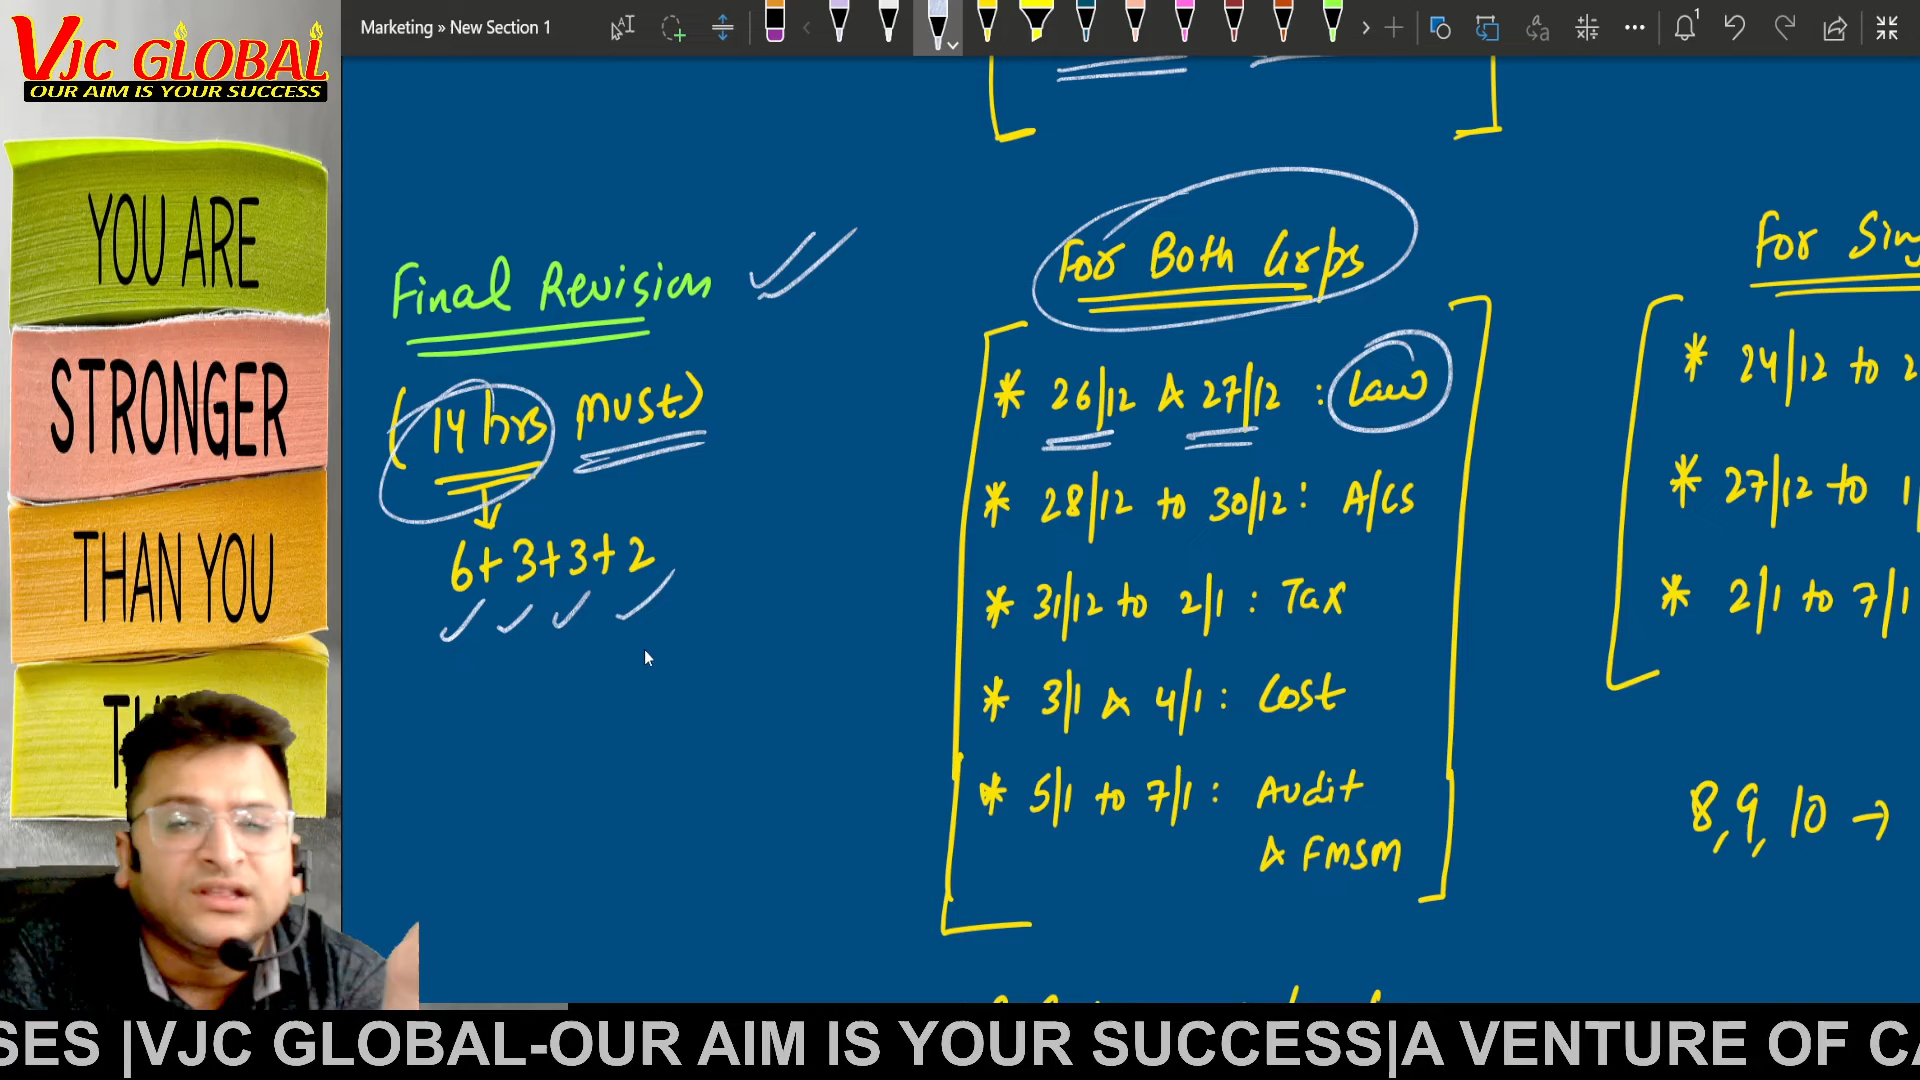 VJC GLOBAL
OUR AIM IS YOUR SUCCESS
Marketing » New Section 1
YOU ARE
STRONGER
THAN YOU
Final Revision
(14 hrs must)
6+3+3+2
For Both Grps
* 26/12 & 27/12 : Law
* 28/12 to 30/12 : A/cs
* 31/12 to 2/1 : Tax
* 3/1 & 4/1 : Cost
* 5/1 to 7/1 : Audit
& FMSM
For Sin
* 24/12 to 2
* 27/12 to 1
* 2/1 to 7/1
8, 9, 10 →
SES |VJC GLOBAL-OUR AIM IS YOUR SUCCESS|A VENTURE OF CA